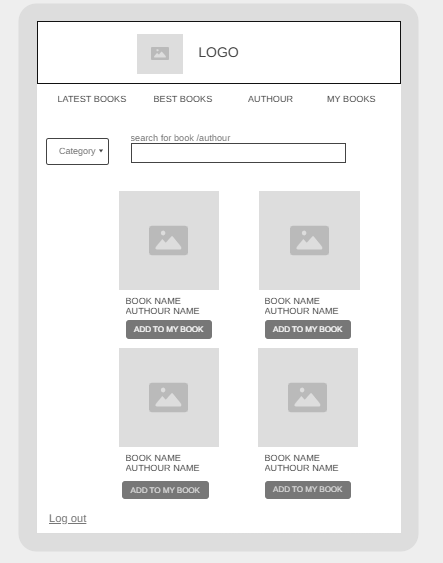 LOGO
LATEST BOOKS BEST BOOKS AUTHOUR MY BOOKS
search for book /authour
Category
BOOK NAME BOOK NAME
AUTHOUR NAME AUTHOUR NAME
ADD TO MY BOOK ADD TO MY BOOK
BOOK NAME BOOK NAME
AUTHOUR NAME AUTHOUR NAME
ADD TO MY BOOK ADD TO MY BOOK
Log out